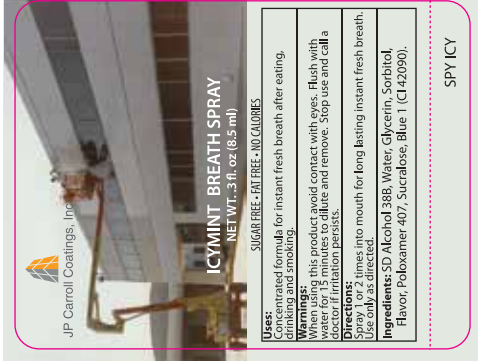 JP Carroll Coatings, Inc
ICYMINT BREATH SPRAY
NET WT. .3 fl. oz (8.5 ml)
SUGAR FREE • FAT FREE • NO CALORIES
Uses:
Concentrated formula for instant fresh breath after eating,
drinking and smoking.
Warnings:
When using this product avoid contact with eyes. Flush with
water for 15 minutes to dilute and remove. Stop use and call a
doctor if irritation persists.
Directions:
Spray 1 or 2 times into mouth for long lasting instant fresh breath.
Use only as directed.
Ingredients: SD Alcohol 38B, Water, Glycerin, Sorbitol,
Flavor, Poloxamer 407, Sucralose, Blue 1 (CI 42090).
SPY ICY